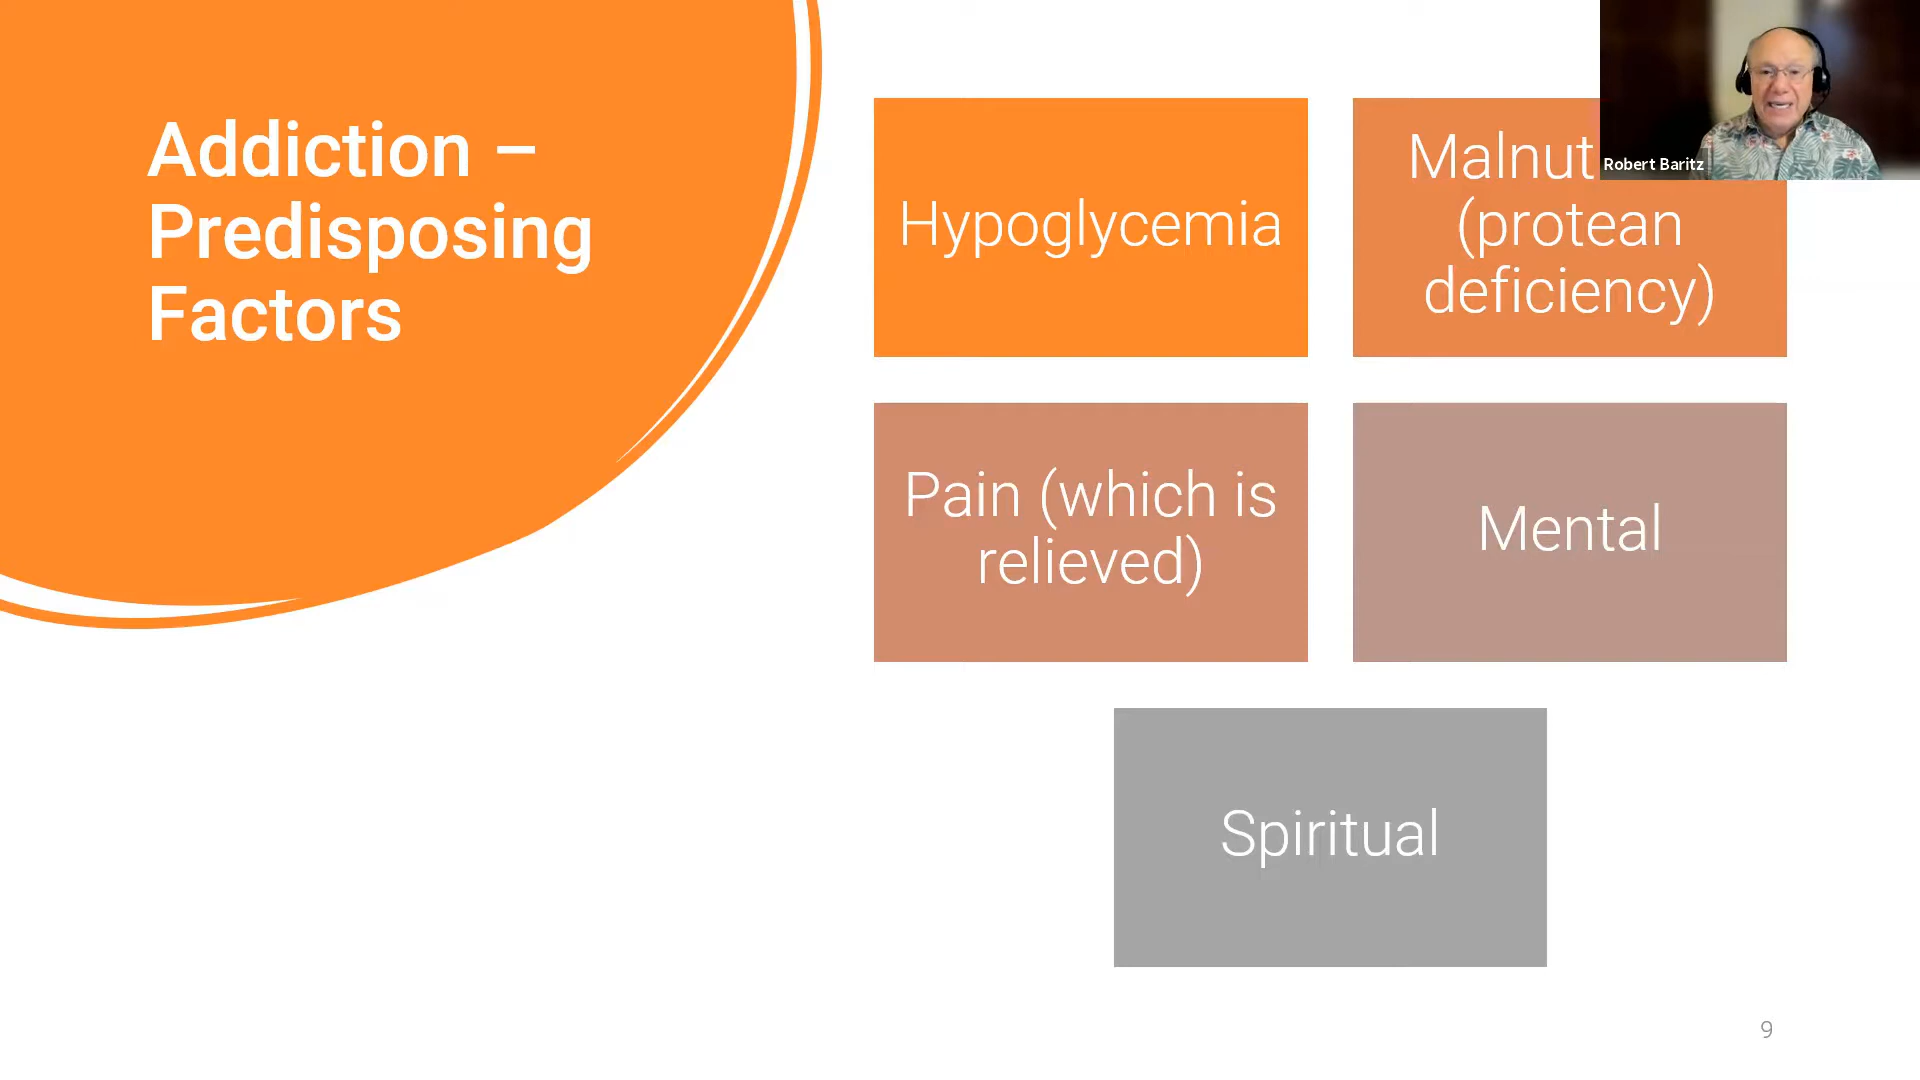 Addiction –
Predisposing
Factors
Hypoglycemia
Malnut
(protean
deficiency)
Robert Baritz
Pain (which is
relieved)
Mental
Spiritual
9